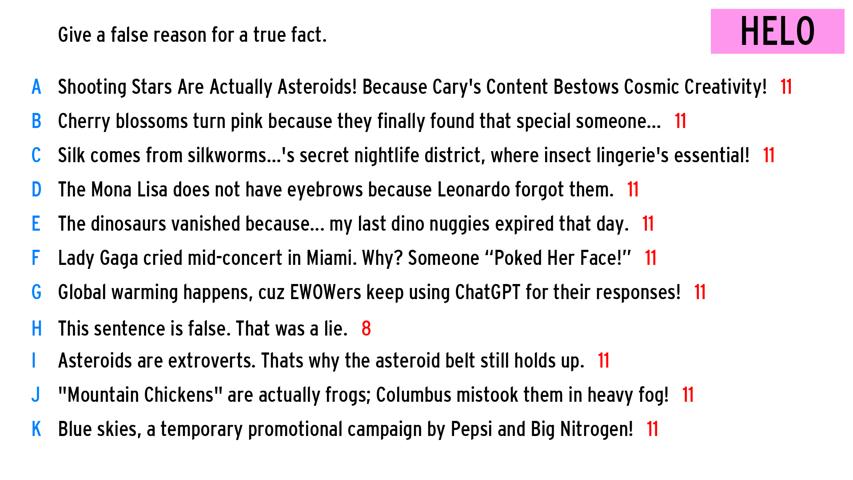 Give a false reason for a true fact.
HELO
A Shooting Stars Are Actually Asteroids! Because Cary's Content Bestows Cosmic Creativity! 11
B Cherry blossoms turn pink because they finally found that special someone... 11
C Silk comes from silkworms...'s secret nightlife district, where insect lingerie's essential! 11
D The Mona Lisa does not have eyebrows because Leonardo forgot them. 11
E The dinosaurs vanished because... my last dino nuggies expired that day. 11
F Lady Gaga cried mid-concert in Miami. Why? Someone “Poked Her Face!” 11
G Global warming happens, cuz EWOWers keep using ChatGPT for their responses! 11
H This sentence is false. That was a lie. 8
I Asteroids are extroverts. Thats why the asteroid belt still holds up. 11
J "Mountain Chickens" are actually frogs; Columbus mistook them in heavy fog! 11
K Blue skies, a temporary promotional campaign by Pepsi and Big Nitrogen! 11